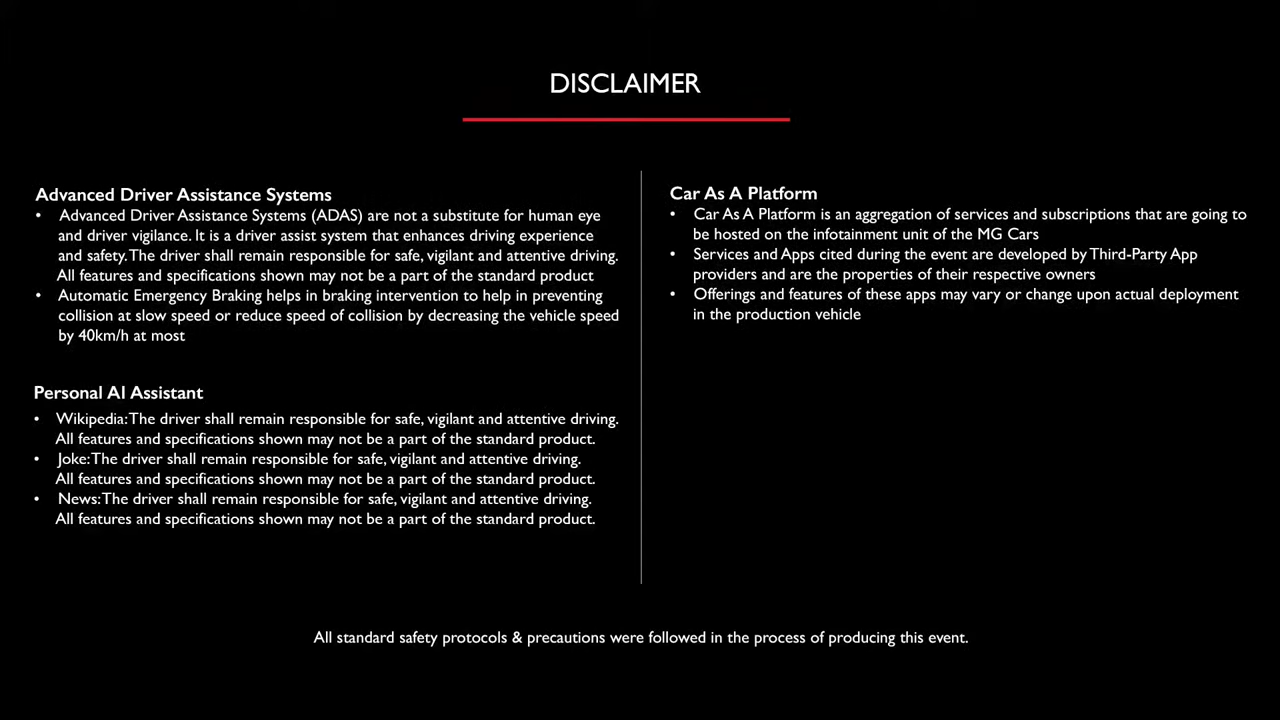 DISCLAIMER
Advanced Driver Assistance Systems
• Advanced Driver Assistance Systems (ADAS) are not a substitute for human eye
and driver vigilance. It is a driver assist system that enhances driving experience
and safety. The driver shall remain responsible for safe, vigilant and attentive driving.
All features and specifications shown may not be a part of the standard product
• Automatic Emergency Braking helps in braking intervention to help in preventing
collision at slow speed or reduce speed of collision by decreasing the vehicle speed
by 40km/h at most
Personal AI Assistant
• Wikipedia: The driver shall remain responsible for safe, vigilant and attentive driving.
All features and specifications shown may not be a part of the standard product.
• Joke: The driver shall remain responsible for safe, vigilant and attentive driving.
All features and specifications shown may not be a part of the standard product.
• News: The driver shall remain responsible for safe, vigilant and attentive driving.
All features and specifications shown may not be a part of the standard product.
Car As A Platform
• Car As A Platform is an aggregation of services and subscriptions that are going to
be hosted on the infotainment unit of the MG Cars
• Services and Apps cited during the event are developed by Third-Party App
providers and are the properties of their respective owners
• Offerings and features of these apps may vary or change upon actual deployment
in the production vehicle
All standard safety protocols & precautions were followed in the process of producing this event.